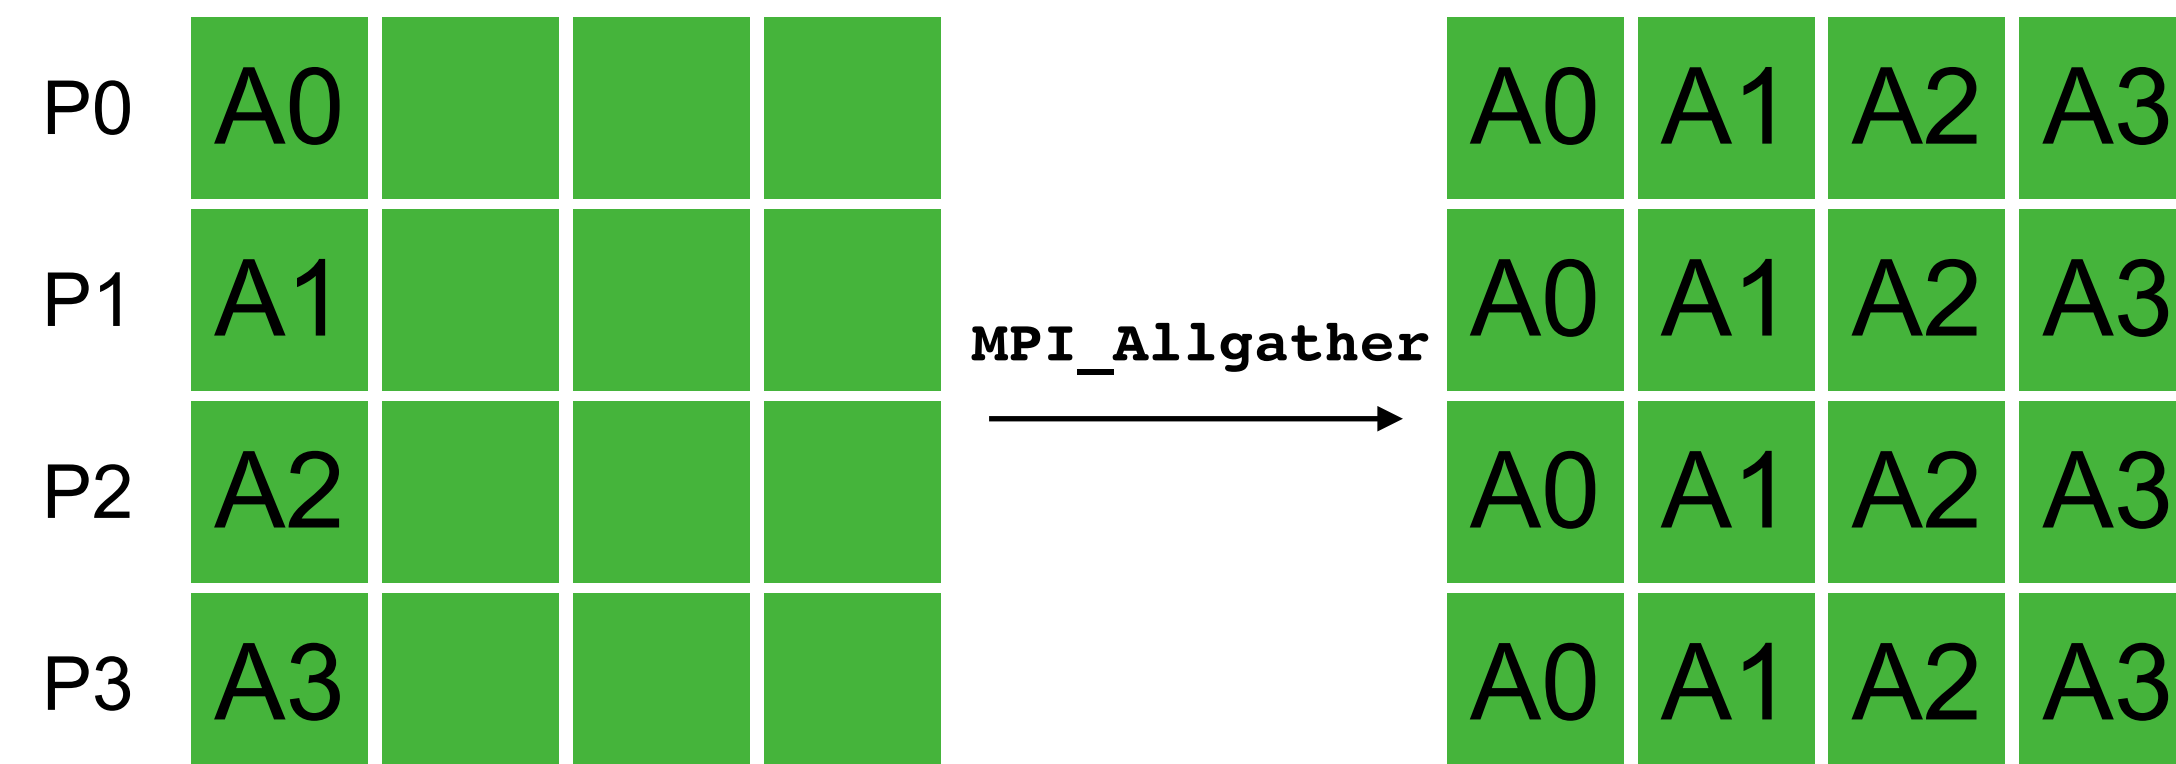 P0 A0 A0 A1 A2 A3
P1 A1 A0 A1 A2 A3
MPI_Allgather
P2 A2 A0 A1 A2 A3
P3 A3 A0 A1 A2 A3